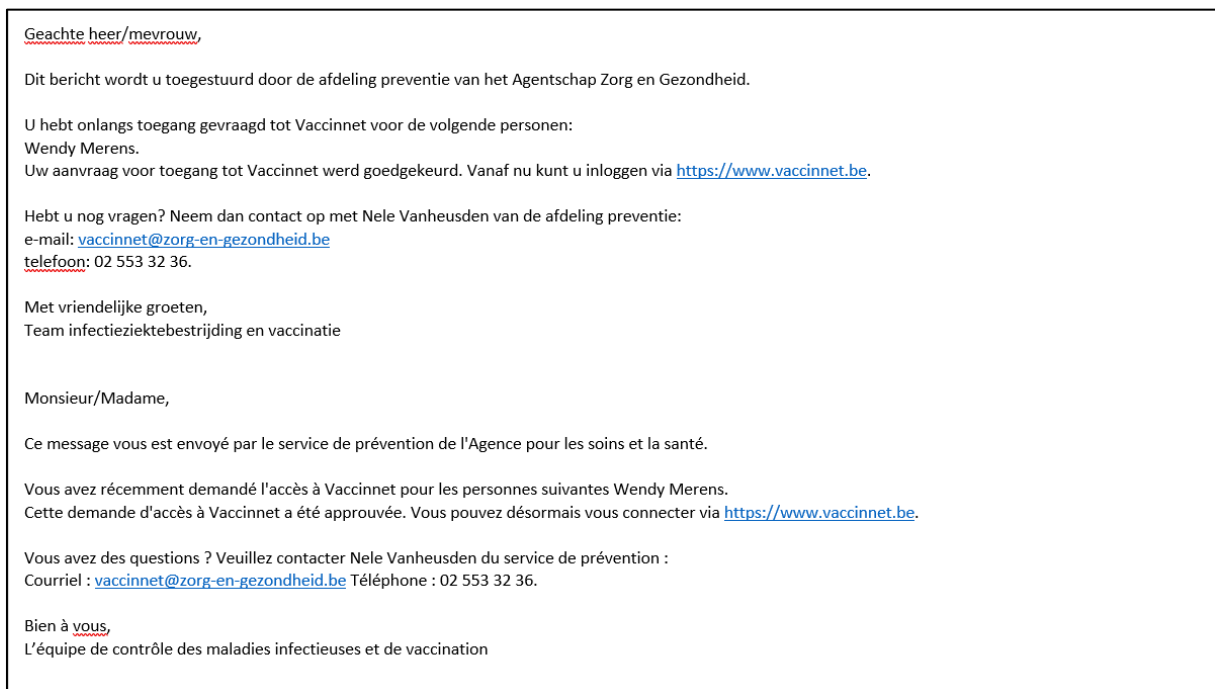 Geachte heer/mevrouw,
Dit bericht wordt u toegestuurd door de afdeling preventie van het Agentschap Zorg en Gezondheid.
U hebt onlangs toegang gevraagd tot Vaccinnet voor de volgende personen:
Wendy Merens.
Uw aanvraag voor toegang tot Vaccinnet werd goedgekeurd. Vanaf nu kunt u inloggen via https://www.vaccinnet.be.
Hebt u nog vragen? Neem dan contact op met Nele Vanheusden van de afdeling preventie:
e-mail: vaccinnet@zorg-en-gezondheid.be
telefoon: 02 553 32 36.
Met vriendelijke groeten,
Team infectieziektebestrijding en vaccinatie
Monsieur/Madame,
Ce message vous est envoyé par le service de prévention de l'Agence pour les soins et la santé.
Vous avez récemment demandé l'accès à Vaccinnet pour les personnes suivantes Wendy Merens.
Cette demande d'accès à Vaccinnet a été approuvée. Vous pouvez désormais vous connecter via https://www.vaccinnet.be.
Vous avez des questions ? Veuillez contacter Nele Vanheusden du service de prévention :
Courriel : vaccinnet@zorg-en-gezondheid.be Téléphone : 02 553 32 36.
Bien à vous,
L’équipe de contrôle des maladies infectieuses et de vaccination